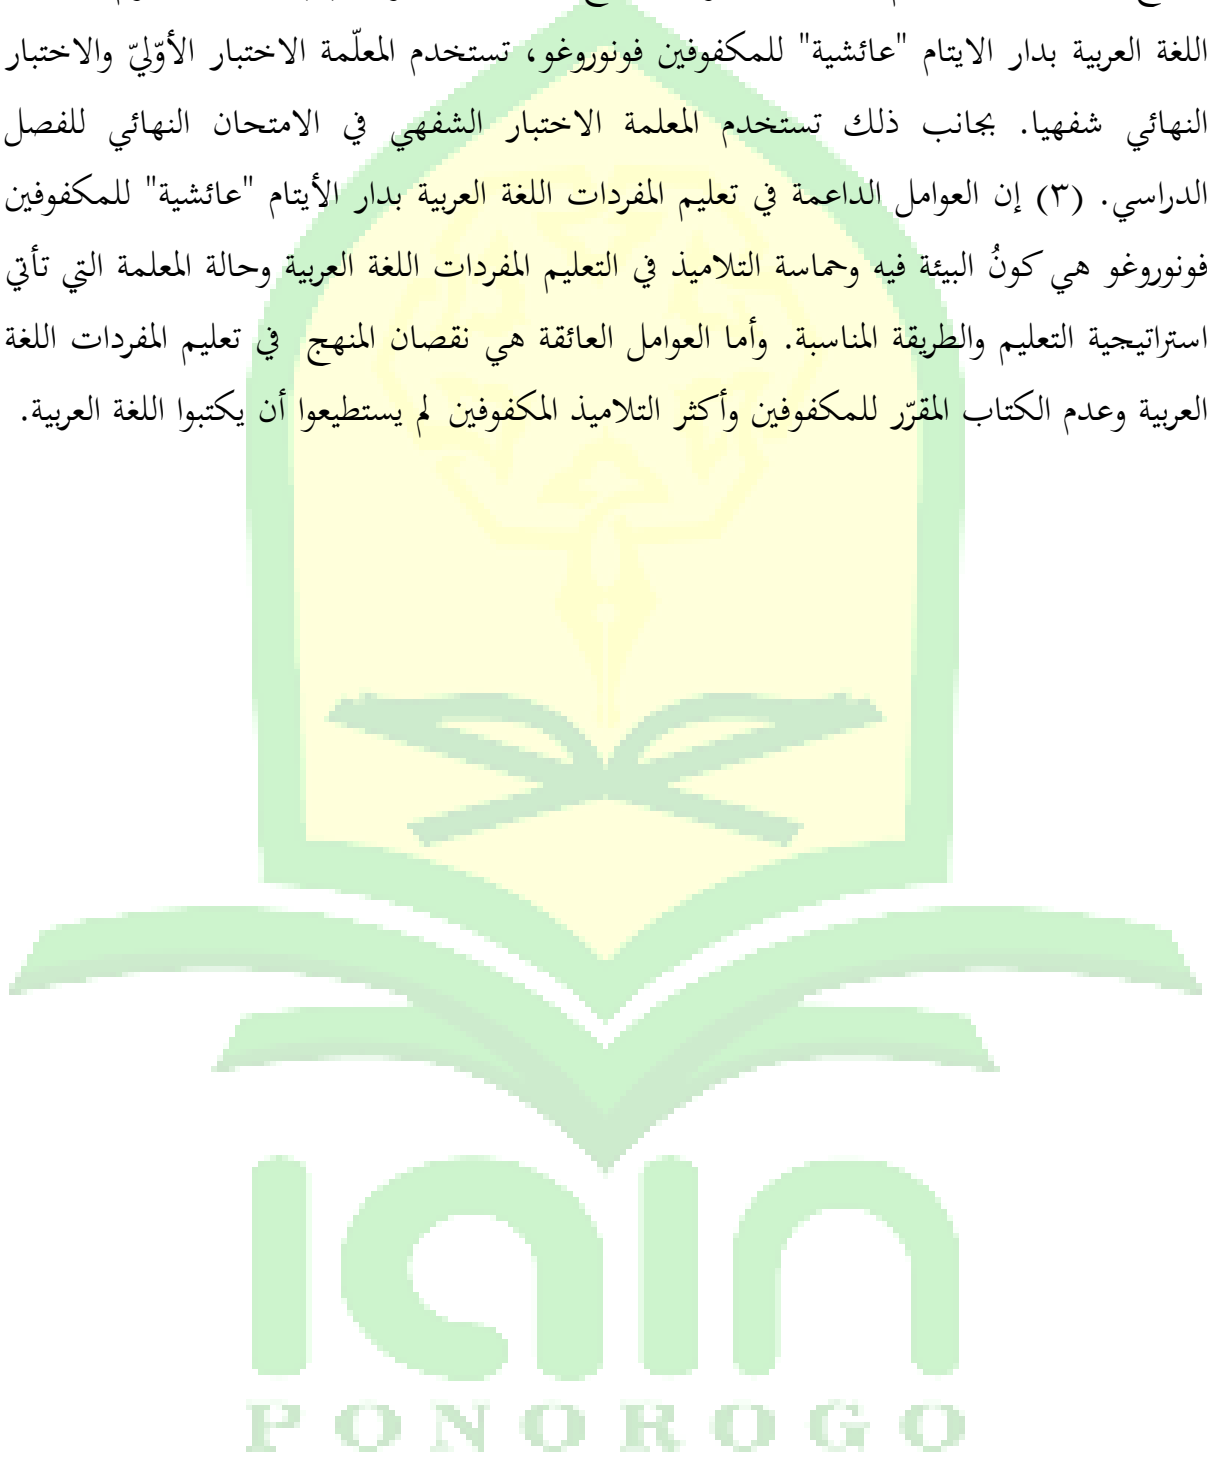 اللغة العربية بدار الايتام "عائشية" للمكفوفين فونوروغو، تستخدم المعلّمة الاختبار الأوّليّ والاختبار
النهائي شفهيا. بجانب ذلك تستخدم المعلمة الاختبار الشفهي في الامتحان النهائي للفصل
الدراسي. (٣) إن العوامل الداعمة في تعليم المفردات اللغة العربية بدار الأيتام "عائشية" للمكفوفين
فونوروغو هي كونُ البيئة فيه وحماسة التلاميذ في التعليم المفردات اللغة العربية وحالة المعلمة التي تأتي
استراتيجية التعليم والطريقة المناسبة. وأما العوامل العائقة هي نقصان المنهج في تعليم المفردات اللغة
العربية وعدم الكتاب المقرّر للمكفوفين وأكثر التلاميذ المكفوفين لم يستطيعوا أن يكتبوا اللغة العربية.
iain
PONOROGO